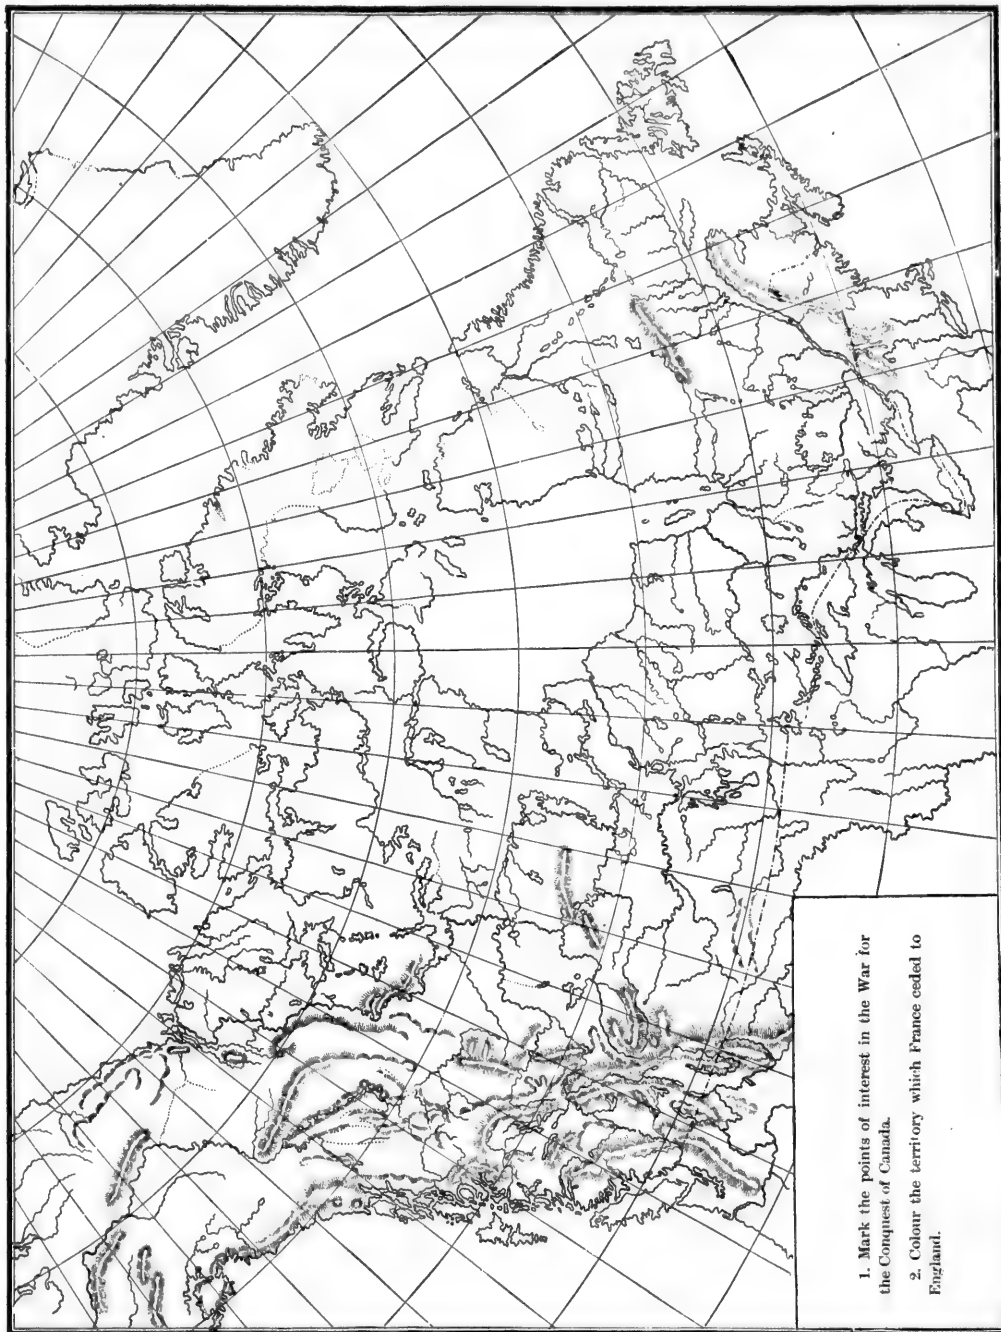 1. Mark the points of interest in the War for
the Conquest of Canada.
2. Colour the territory which France ceded to
England.